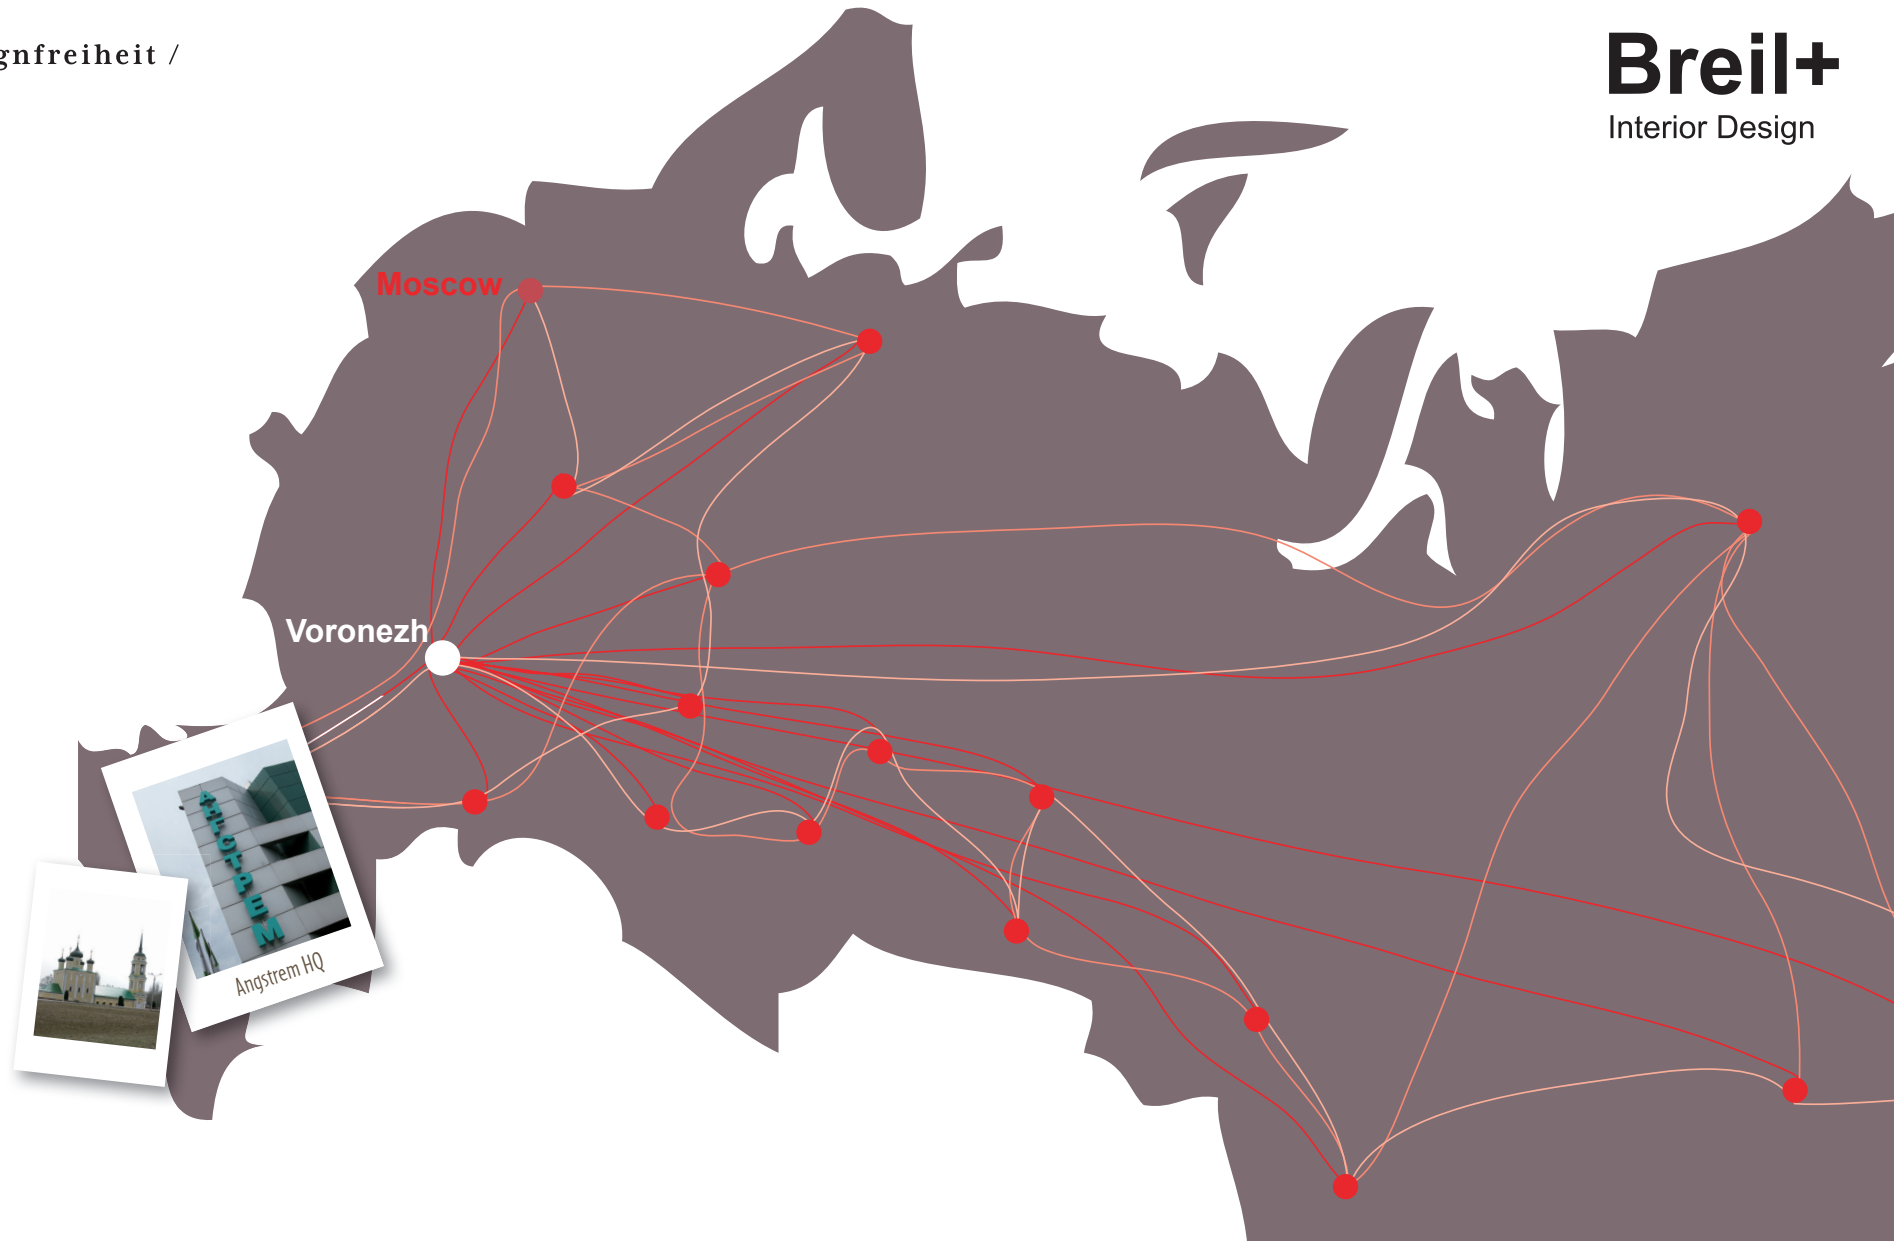 gnfreiheit /
Breil+
Interior Design
Moscow
Voronezh
АНГСТРЕМ
Angstrem HQ